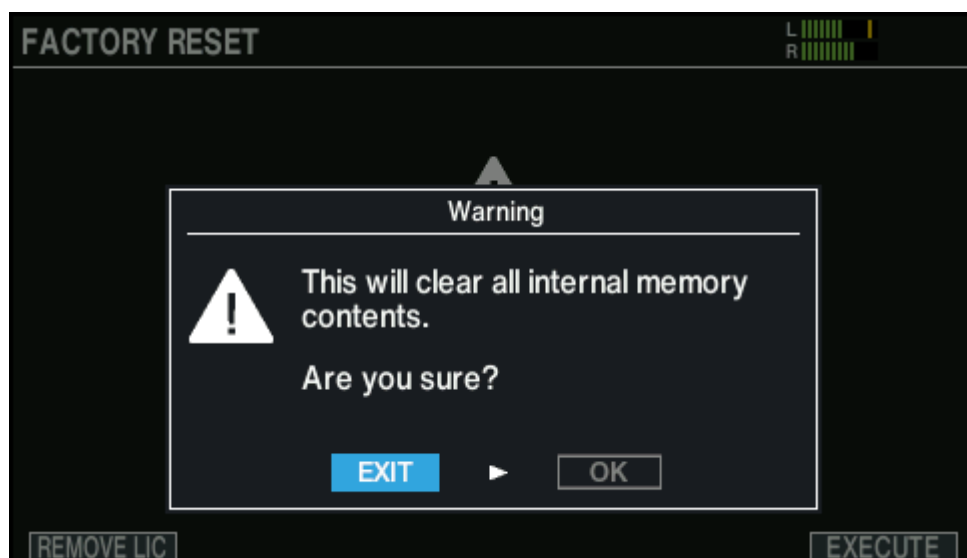 FACTORY RESET
L
R
Warning
!
This will clear all internal memory
contents.
Are you sure?
EXIT
OK
REMOVE LIC
EXECUTE